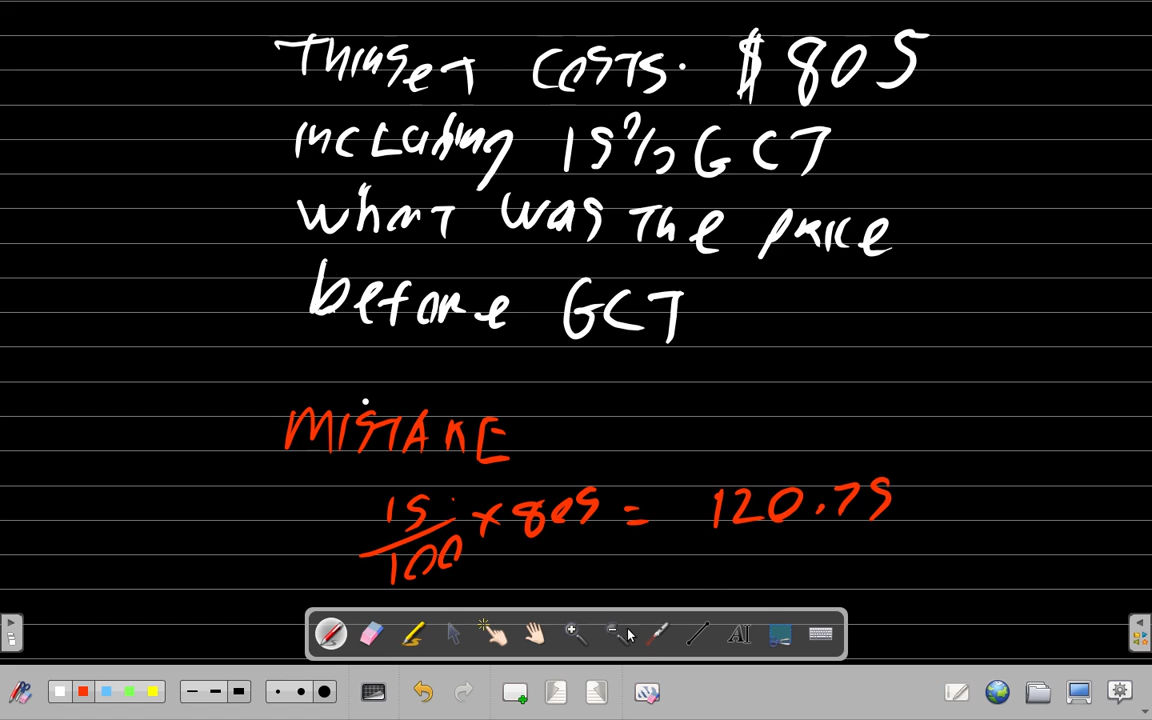 Thinset costs. $805
including 15% GCT
what was the price
before GCT
MISTAKE
15/100 x 805 = 120.75